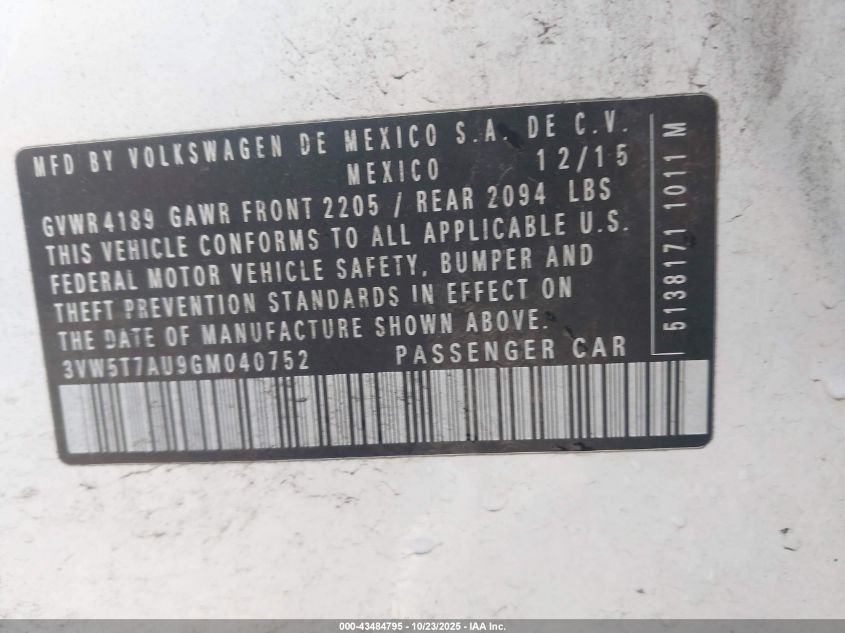 MFD BY VOLKSWAGEN DE MEXICO S.A. DE C.V.
MEXICO 12/15
GVWR 4189 GAWR FRONT 2205 / REAR 2094 LBS
THIS VEHICLE CONFORMS TO ALL APPLICABLE U.S.
FEDERAL MOTOR VEHICLE SAFETY, BUMPER AND
THEFT PREVENTION STANDARDS IN EFFECT ON
THE DATE OF MANUFACTURE SHOWN ABOVE.
3VW5T7AU9GM040752 PASSENGER CAR
5138171 1011 M
000-43484795 - 10/23/2025 - IAA Inc.